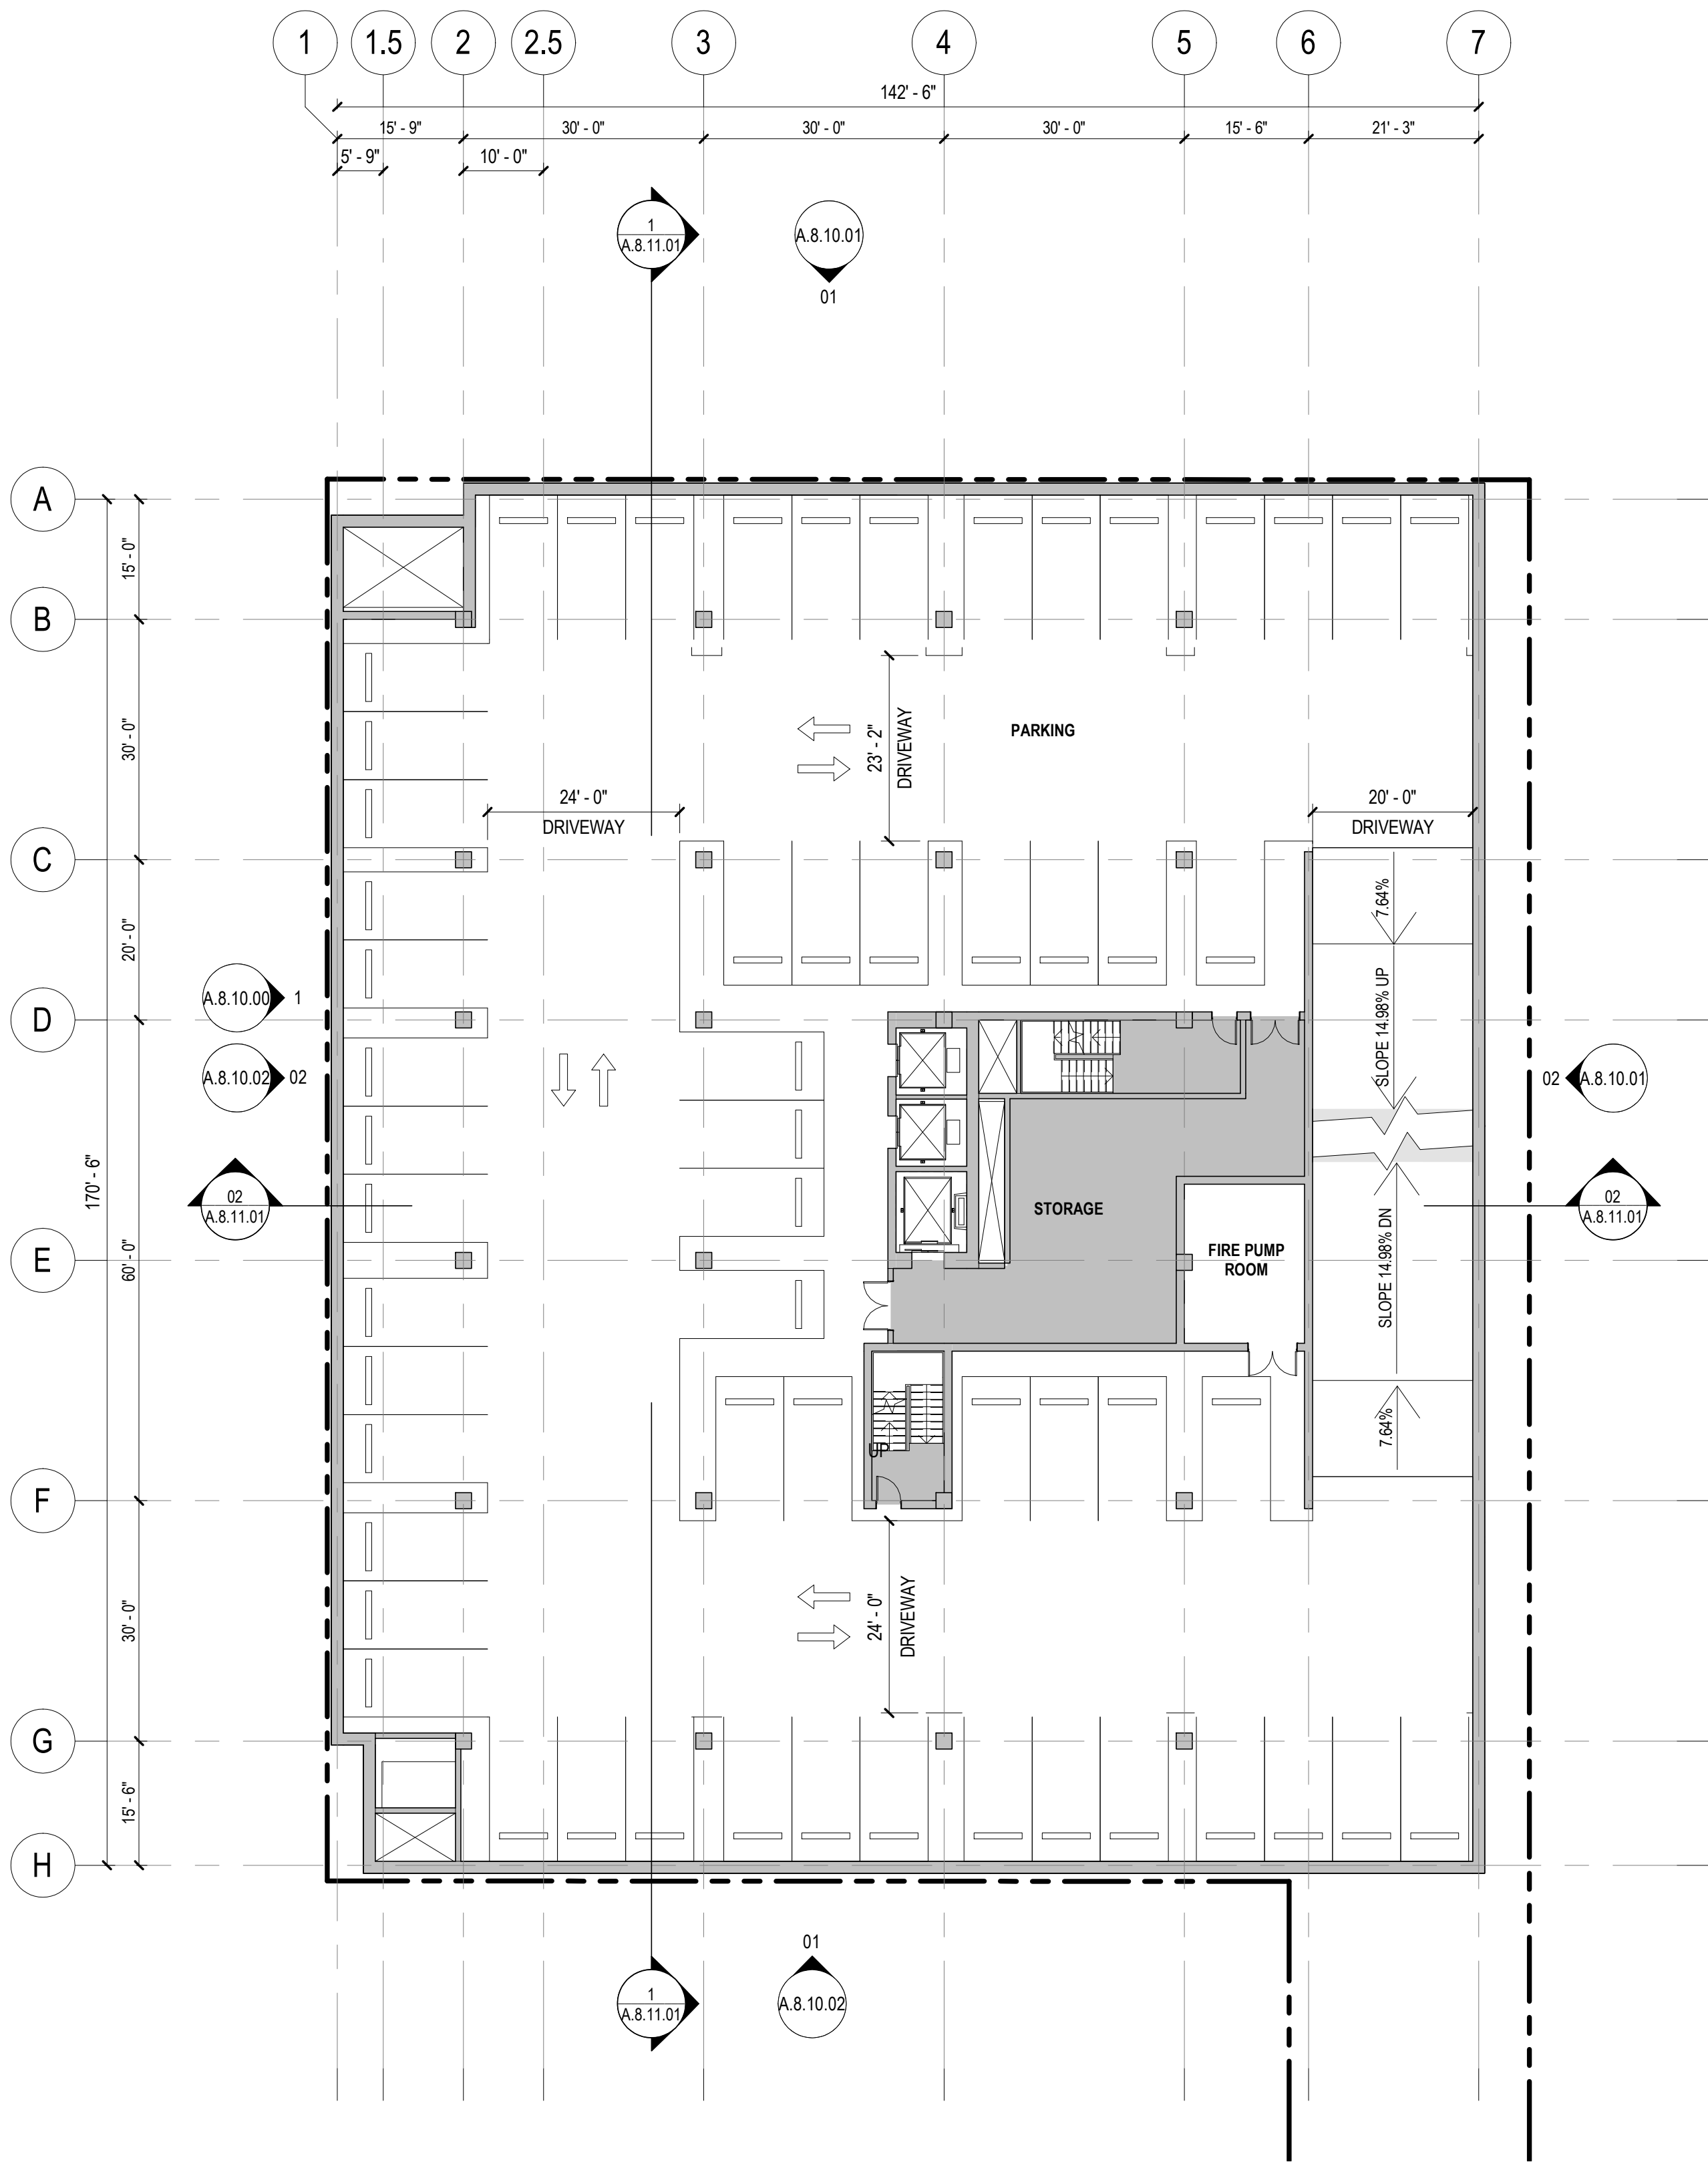 1 1.5 2 2.5 3 4 5 6 7
142' - 6"
15' - 9" 30' - 0" 30' - 0" 30' - 0" 15' - 6" 21' - 3"
5' - 9" 10' - 0"
1
A.8.11.01
A.8.10.01
01
A
15' - 0"
B
30' - 0"
23' - 2"
DRIVEWAY
PARKING
24' - 0"
DRIVEWAY
20' - 0"
DRIVEWAY
C
7.64%
20' - 0"
A.8.10.00 1
D
SLOPE 14.98% UP
A.8.10.02 02
02 A.8.10.01
170' - 6"
02
A.8.11.01
STORAGE
02
A.8.11.01
E
60' - 0"
FIRE PUMP
ROOM
SLOPE 14.98% DN
7.64%
UP
F
30' - 0"
24' - 0"
DRIVEWAY
G
15' - 6"
H
01
A.8.10.02
1
A.8.11.01